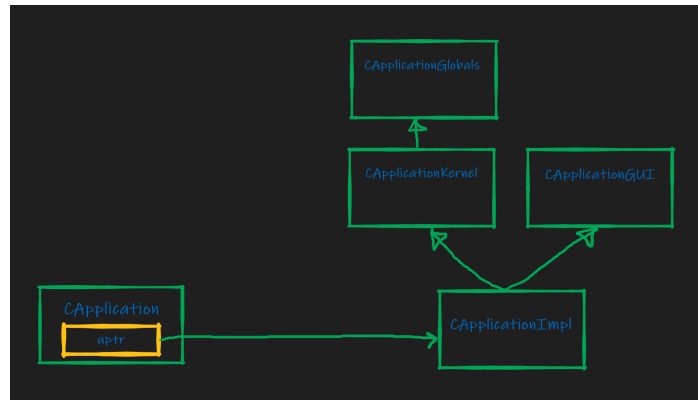 CApplicationGlobals
CApplicationKernel
CApplicationGUI
CApplication
uptr
CApplicationImpl